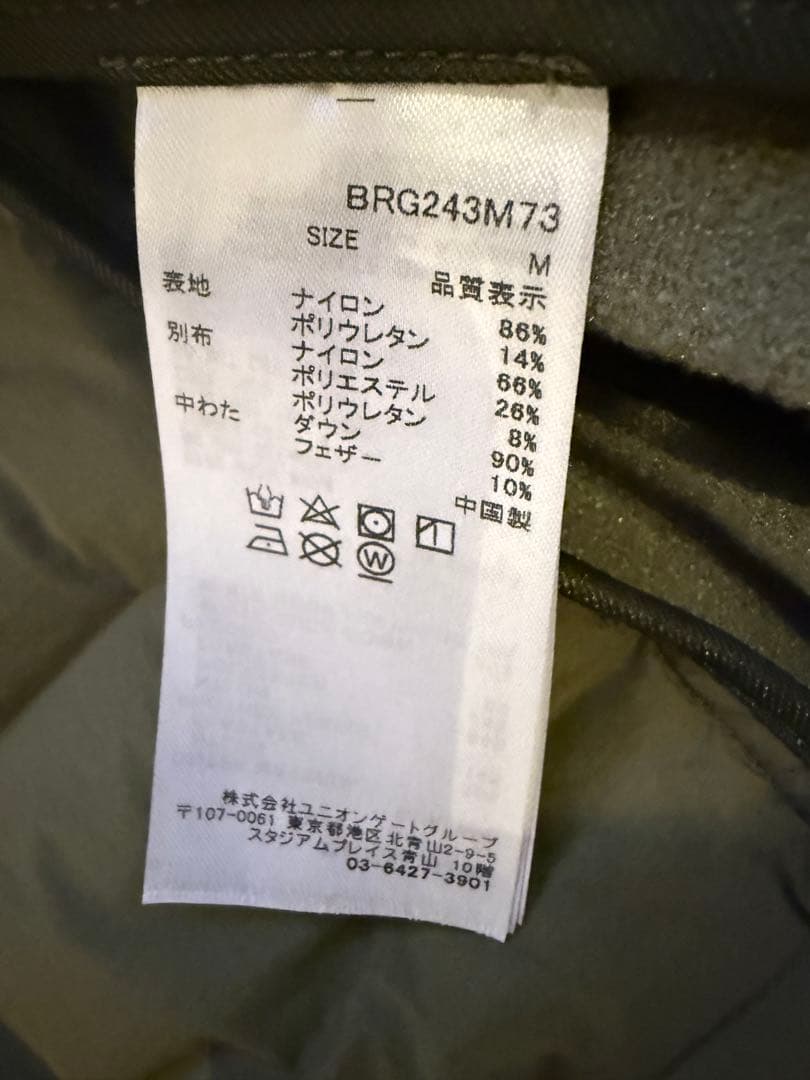 BRG243M73
SIZE
M
品質表示
表地 ナイロン 86%
ポリウレタン 14%
別布 ナイロン 66%
ポリエステル 26%
ポリウレタン 8%
中わた ダウン 90%
フェザー 10%
中国製
W
株式会社ユニオンゲートグループ
〒107-0061 東京都港区北青山2-9-5
スタジアムプレイス青山 10階
03-6427-3901